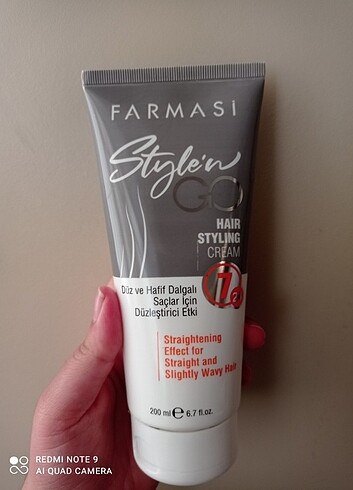 FARMASi
Style'n
GO
HAIR
STYLING
CREAM
7
Düz ve Hafif Dalgalı
Saçlar İçin
Düzleştirici Etki
Straightening
Effect for
Straight and
Slightly Wavy Hair
200 ml e 6.7 fl.oz.
REDMI NOTE 9
AI QUAD CAMERA